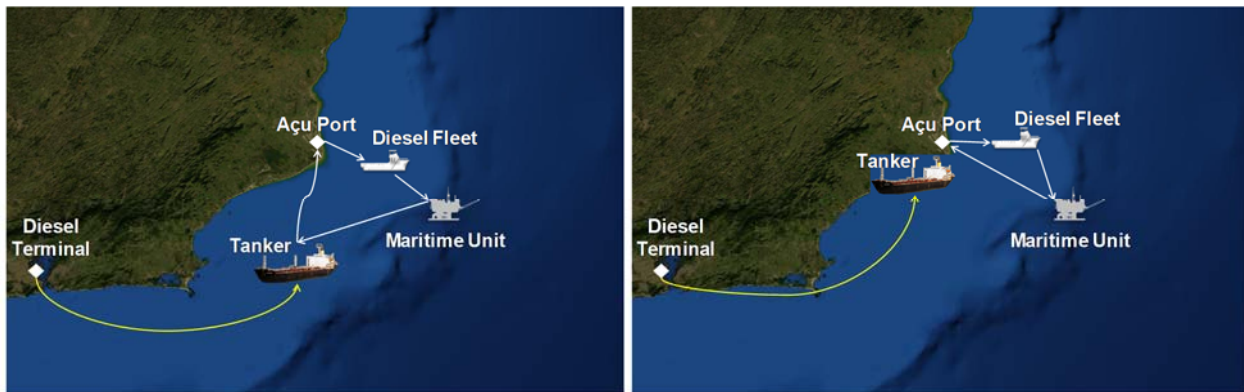 Açu Port
Diesel Fleet
Diesel
Terminal
Tanker
Maritime Unit
Açu Port
Diesel Fleet
Tanker
Diesel
Terminal
Maritime Unit